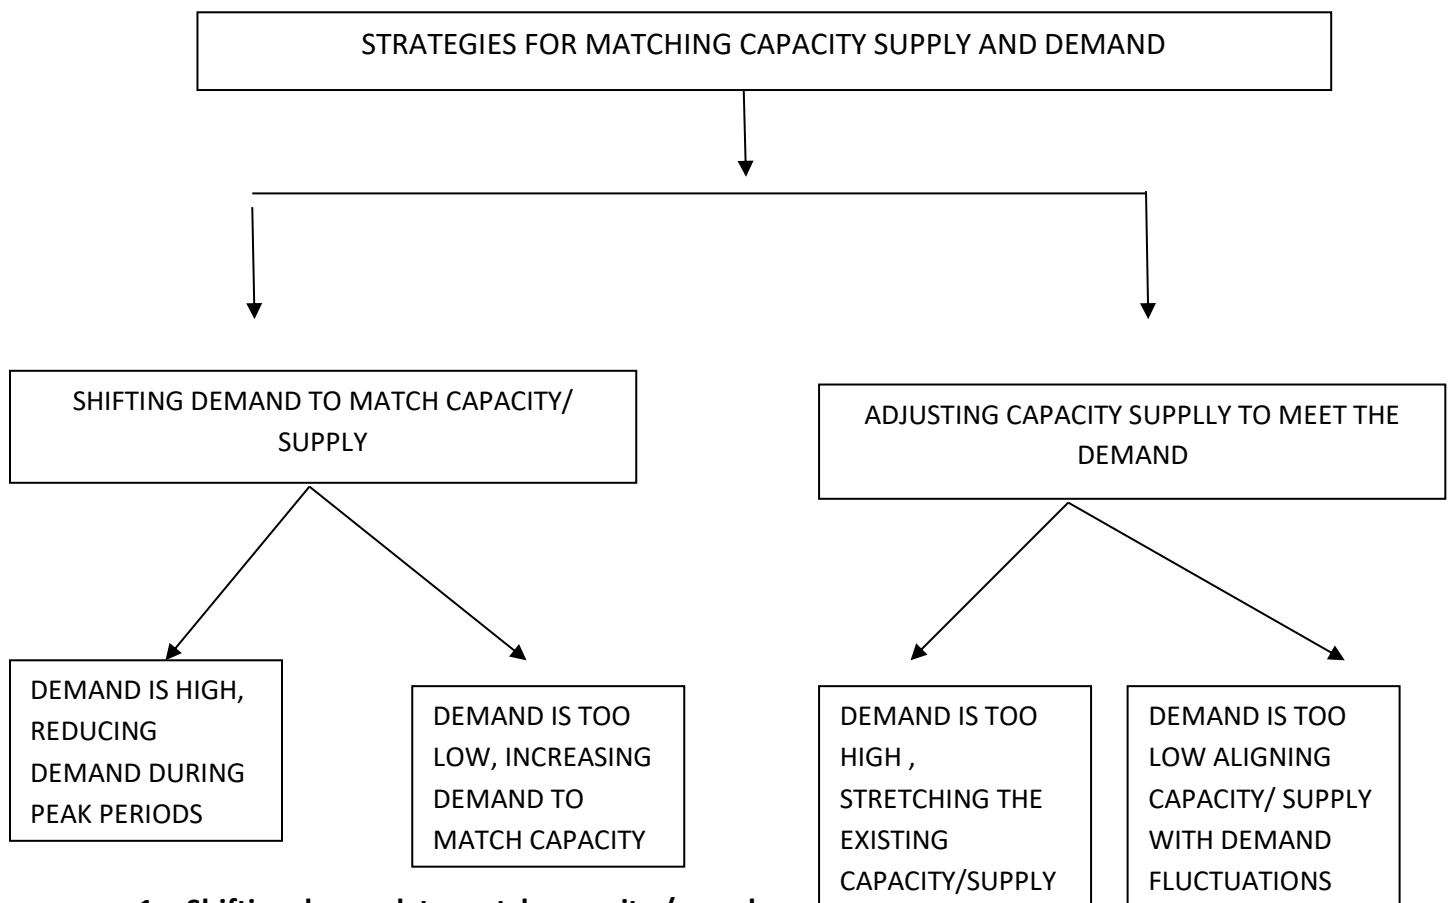 STRATEGIES FOR MATCHING CAPACITY SUPPLY AND DEMAND
SHIFTING DEMAND TO MATCH CAPACITY/
SUPPLY
ADJUSTING CAPACITY SUPPLLY TO MEET THE
DEMAND
DEMAND IS HIGH,
REDUCING
DEMAND DURING
PEAK PERIODS
DEMAND IS TOO
LOW, INCREASING
DEMAND TO
MATCH CAPACITY
DEMAND IS TOO
HIGH ,
STRETCHING THE
EXISTING
CAPACITY/SUPPLY
DEMAND IS TOO
LOW ALIGNING
CAPACITY/ SUPPLY
WITH DEMAND
FLUCTUATIONS